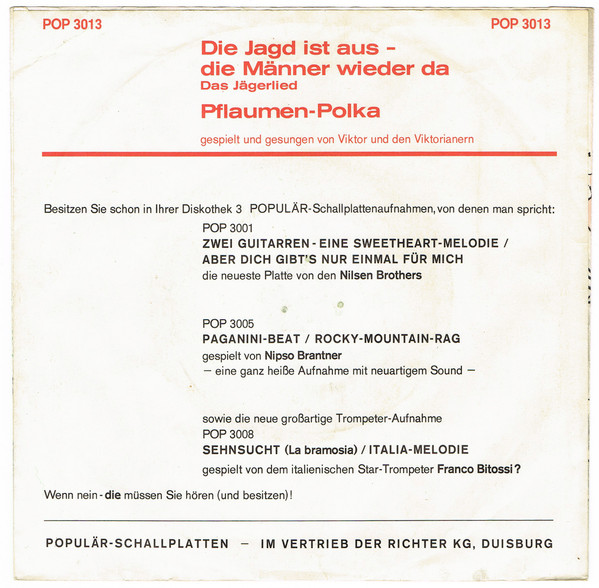 POP 3013
POP 3013
Die Jagd ist aus –
die Männer wieder da
Das Jägerlied
Pflaumen-Polka
gespielt und gesungen von Viktor und den Viktorianern
Besitzen Sie schon in Ihrer Diskothek 3 POPULÄR-Schallplattenaufnahmen, von denen man spricht:
POP 3001
ZWEI GUITARREN - EINE SWEETHEART-MELODIE /
ABER DICH GIBT'S NUR EINMAL FÜR MICH
die neueste Platte von den Nilsen Brothers
POP 3005
PAGANINI-BEAT / ROCKY-MOUNTAIN-RAG
gespielt von Nipso Brantner
— eine ganz heiße Aufnahme mit neuartigem Sound —
sowie die neue großartige Trompeter-Aufnahme
POP 3008
SEHNSUCHT (La bramosia) / ITALIA-MELODIE
gespielt von dem italienischen Star-Trompeter Franco Bitossi?
Wenn nein - die müssen Sie hören (und besitzen)!
POPULÄR-SCHALLPLATTEN — IM VERTRIEB DER RICHTER KG, DUISBURG